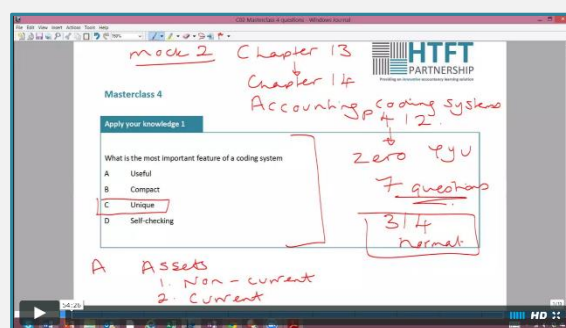 C02 Masterclass 4 questions - Windows Journal
File Edit View Insert Actions Tools Help
mock 2 Chapter 13
Chapter 14
HTFT
PARTNERSHIP
Providing an innovative accountancy learning solution
Masterclass 4
Accounting coding systems
P 412.
Apply your knowledge 1
zero
7 questions
What is the most important feature of a coding system
A Useful
B Compact
C Unique
D Self-checking
3/4
normal
A Assets
1. Non-current
2. Current
54:26
HD